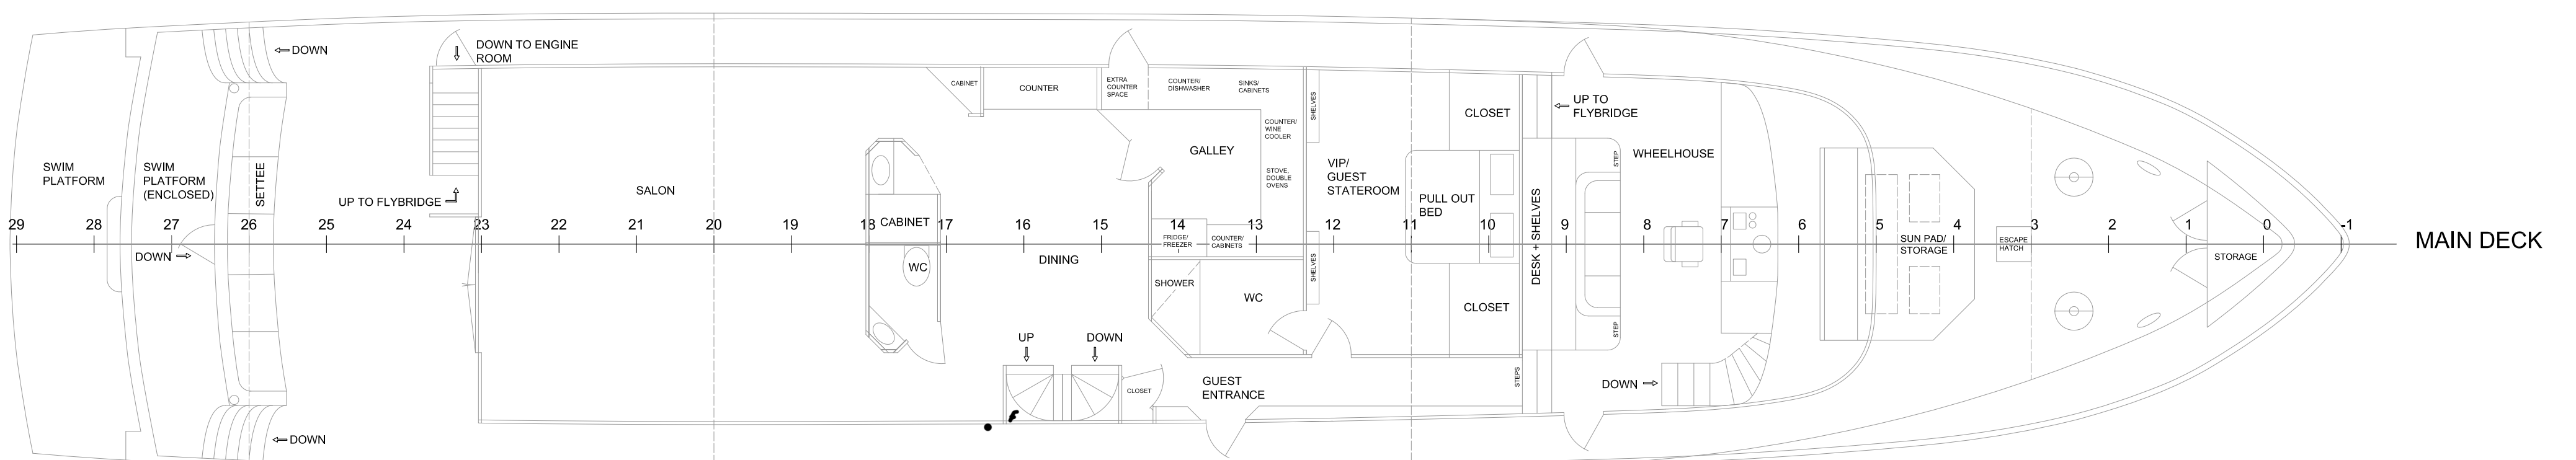 DOWN
DOWN TO ENGINE
ROOM
CABINET
COUNTER
EXTRA
COUNTER
SPACE
COUNTER/
DISHWASHER
SINKS/
CABINETS
SHELVES
CLOSET
UP TO
FLYBRIDGE
COUNTER/
WINE
COOLER
GALLEY
STOVE,
DOUBLE
OVENS
VIP/
GUEST
STATEROOM
STEP
WHEELHOUSE
SWIM
PLATFORM
SWIM
PLATFORM
(ENCLOSED)
SETTEE
UP TO FLYBRIDGE
SALON
CABINET
PULL OUT
BED
DESK + SHELVES
29 28 27 26 25 24 23 22 21 20 19 18 17 16 15 14 13 12 11 10 9 8 7 6 5 4 3 2 1 0 -1
FRIDGE/
FREEZER
COUNTER/
CABINETS
SUN PAD/
STORAGE
ESCAPE
HATCH
MAIN DECK
DOWN
WC
DINING
SHOWER
WC
SHELVES
CLOSET
STORAGE
STEP
UP
DOWN
CLOSET
GUEST
ENTRANCE
STEPS
DOWN
DOWN